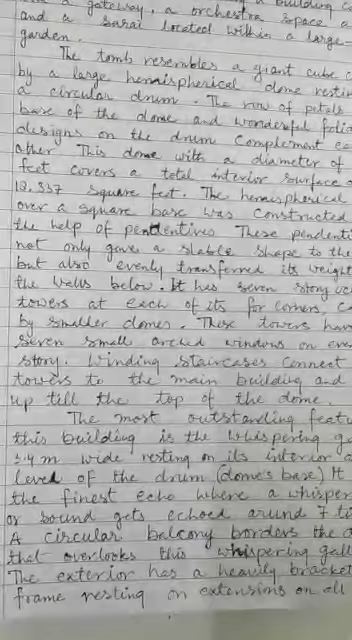 a gateway, a orchestra space a
and a sarai located within a large
garden.
The tomb resembles a giant cube c
by a large hemispherical dome restin
a circular drum. The row of petals
base of the dome and wonderful folia
designs on the drum complement ea
other This dome with a diameter of
feet covers a total interior surface o
18,337 square feet. The hemispherical
over a square base was constructed
the help of pendentives These pendenti
not only gave a stable shape to the
but also evenly transferred its weight
the walls below. It has seven story oc
towers at each of its for corners, c
by smaller domes. These towers have
seven small arched windows on eve
story. Winding staircases connect
towers to the main building and
up till the top of the dome.
The most outstanding featu
this building is the Whispering ga
3.4 m wide resting on its interior a
level of the drum (dome's base) It
the finest echo where a whisper
or sound gets echoed around 7 ti
A circular balcony borders the d
that overlooks this whispering gall
The exterior has a heavily bracket
frame resting on extensions on all